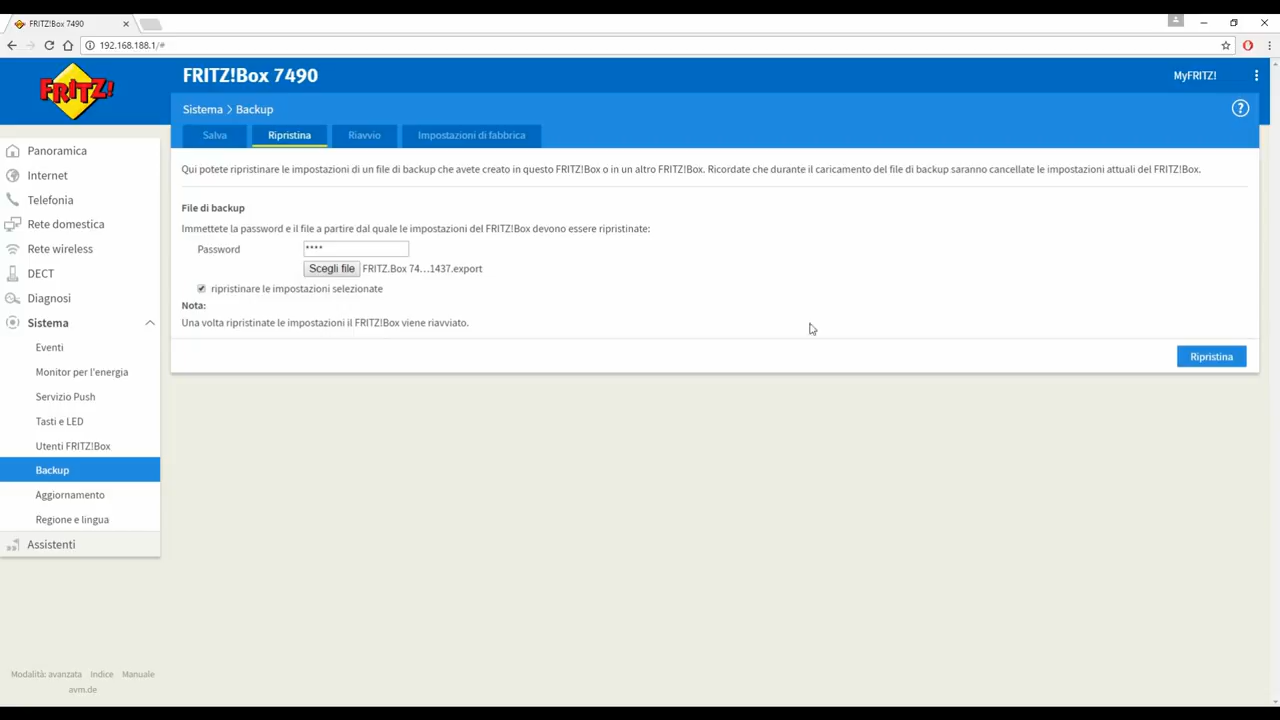 FRITZ!Box 7490
192.168.188.1/#
FRITZ!
FRITZ!Box 7490
MyFRITZ!
Sistema > Backup
Salva
Ripristina
Riavvio
Impostazioni di fabbrica
Panoramica
Internet
Telefonia
Rete domestica
Rete wireless
DECT
Diagnosi
Sistema
Eventi
Monitor per l'energia
Servizio Push
Tasti e LED
Utenti FRITZ!Box
Backup
Aggiornamento
Regione e lingua
Assistenti
Modalità: avanzata Indice Manuale
avm.de
Qui potete ripristinare le impostazioni di un file di backup che avete creato in questo FRITZ!Box o in un altro FRITZ!Box. Ricordate che durante il caricamento del file di backup saranno cancellate le impostazioni attuali del FRITZ!Box.
File di backup
Immettete la password e il file a partire dal quale le impostazioni del FRITZ!Box devono essere ripristinate:
Password ****
Scegli file FRITZ.Box 74...1437.export
ripristinare le impostazioni selezionate
Nota:
Una volta ripristinate le impostazioni il FRITZ!Box viene riavviato.
Ripristina